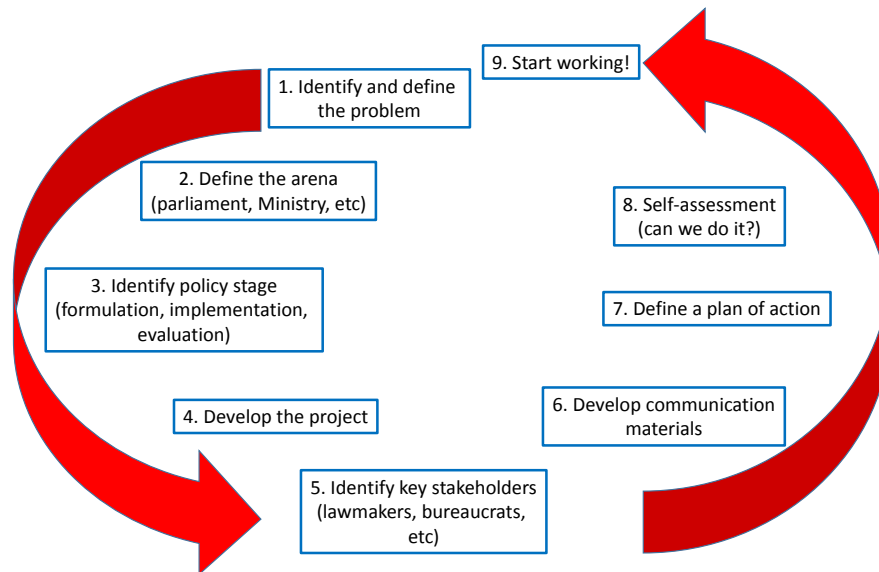 1. Identify and define
the problem
2. Define the arena
(parliament, Ministry, etc)
3. Identify policy stage
(formulation, implementation,
evaluation)
4. Develop the project
5. Identify key stakeholders
(lawmakers, bureaucrats,
etc)
6. Develop communication
materials
7. Define a plan of action
8. Self-assessment
(can we do it?)
9. Start working!